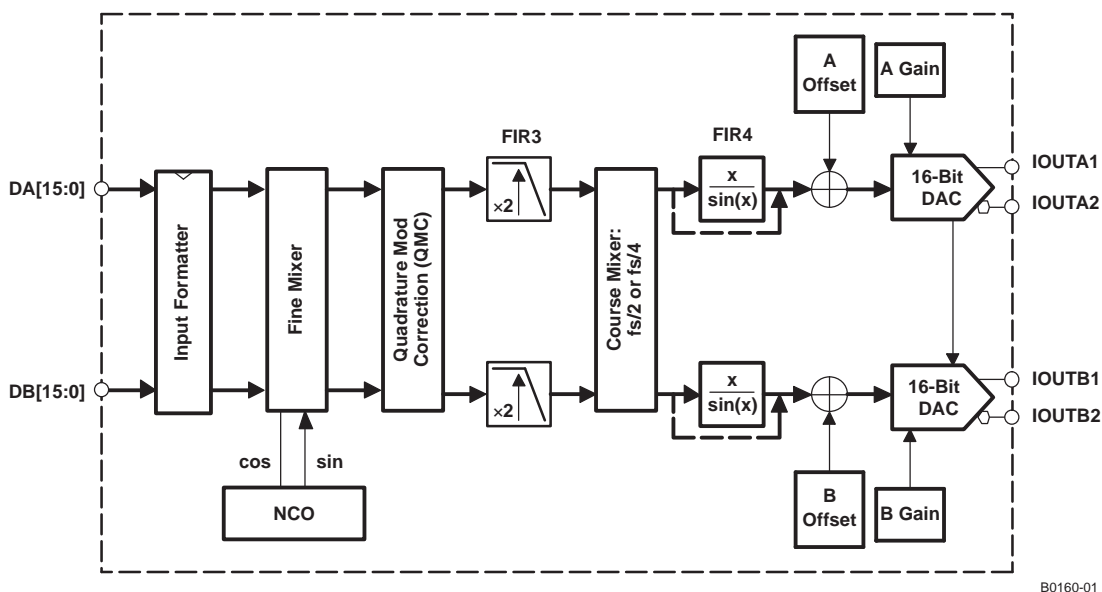 A
Offset
A Gain
FIR3
FIR4
DA[15:0]
Input Formatter
Fine Mixer
Quadrature Mod
Correction (QMC)
×2
Course Mixer:
fs/2 or fs/4
x
sin(x)
16-Bit
DAC
IOUTA1
IOUTA2
DB[15:0]
×2
x
sin(x)
16-Bit
DAC
IOUTB1
IOUTB2
cos
sin
NCO
B
Offset
B Gain
B0160-01